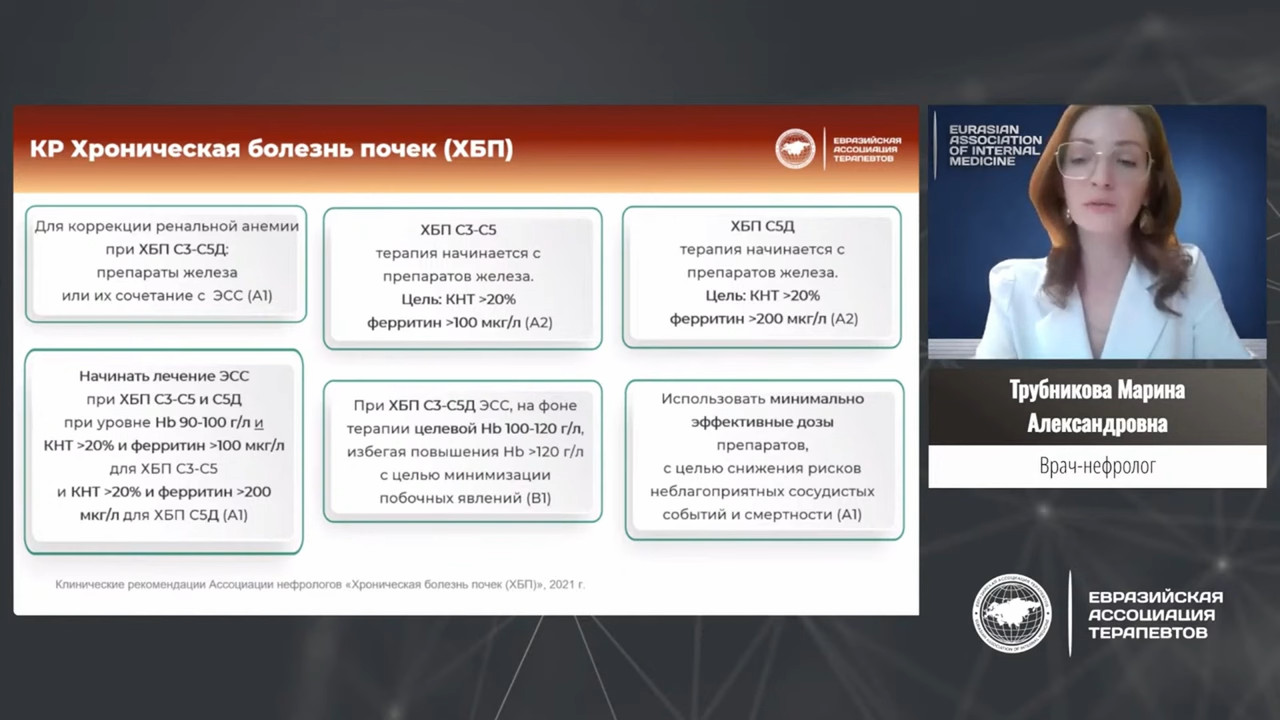 КР Хроническая болезнь почек (ХБП)
ЕВРАЗИЙСКАЯ
АССОЦИАЦИЯ
ТЕРАПЕВТОВ
Для коррекции ренальной анемии
при ХБП С3-С5Д:
препараты железа
или их сочетание с ЭСС (А1)
ХБП С3-С5
терапия начинается с
препаратов железа.
Цель: КНТ >20%
ферритин >100 мкг/л (А2)
ХБП С5Д
терапия начинается с
препаратов железа.
Цель: КНТ >20%
ферритин >200 мкг/л (А2)
Начинать лечение ЭСС
при ХБП С3-С5 и С5Д
при уровне Hb 90-100 г/л и
КНТ >20% и ферритин >100 мкг/л
для ХБП С3-С5
и КНТ >20% и ферритин >200
мкг/л для ХБП С5Д (А1)
При ХБП С3-С5Д ЭСС, на фоне
терапии целевой Hb 100-120 г/л,
избегая повышения Hb >120 г/л
с целью минимизации
побочных явлений (В1)
Использовать минимально
эффективные дозы
препаратов,
с целью снижения рисков
неблагоприятных сосудистых
событий и смертности (А1)
Клинические рекомендации Ассоциации нефрологов «Хроническая болезнь почек (ХБП)», 2021 г.
EURASIAN
ASSOCIATION
OF INTERNAL
MEDICINE
Трубникова Марина
Александровна
Врач-нефролог
ЕВРАЗИЙСКАЯ
АССОЦИАЦИЯ
ТЕРАПЕВТОВ